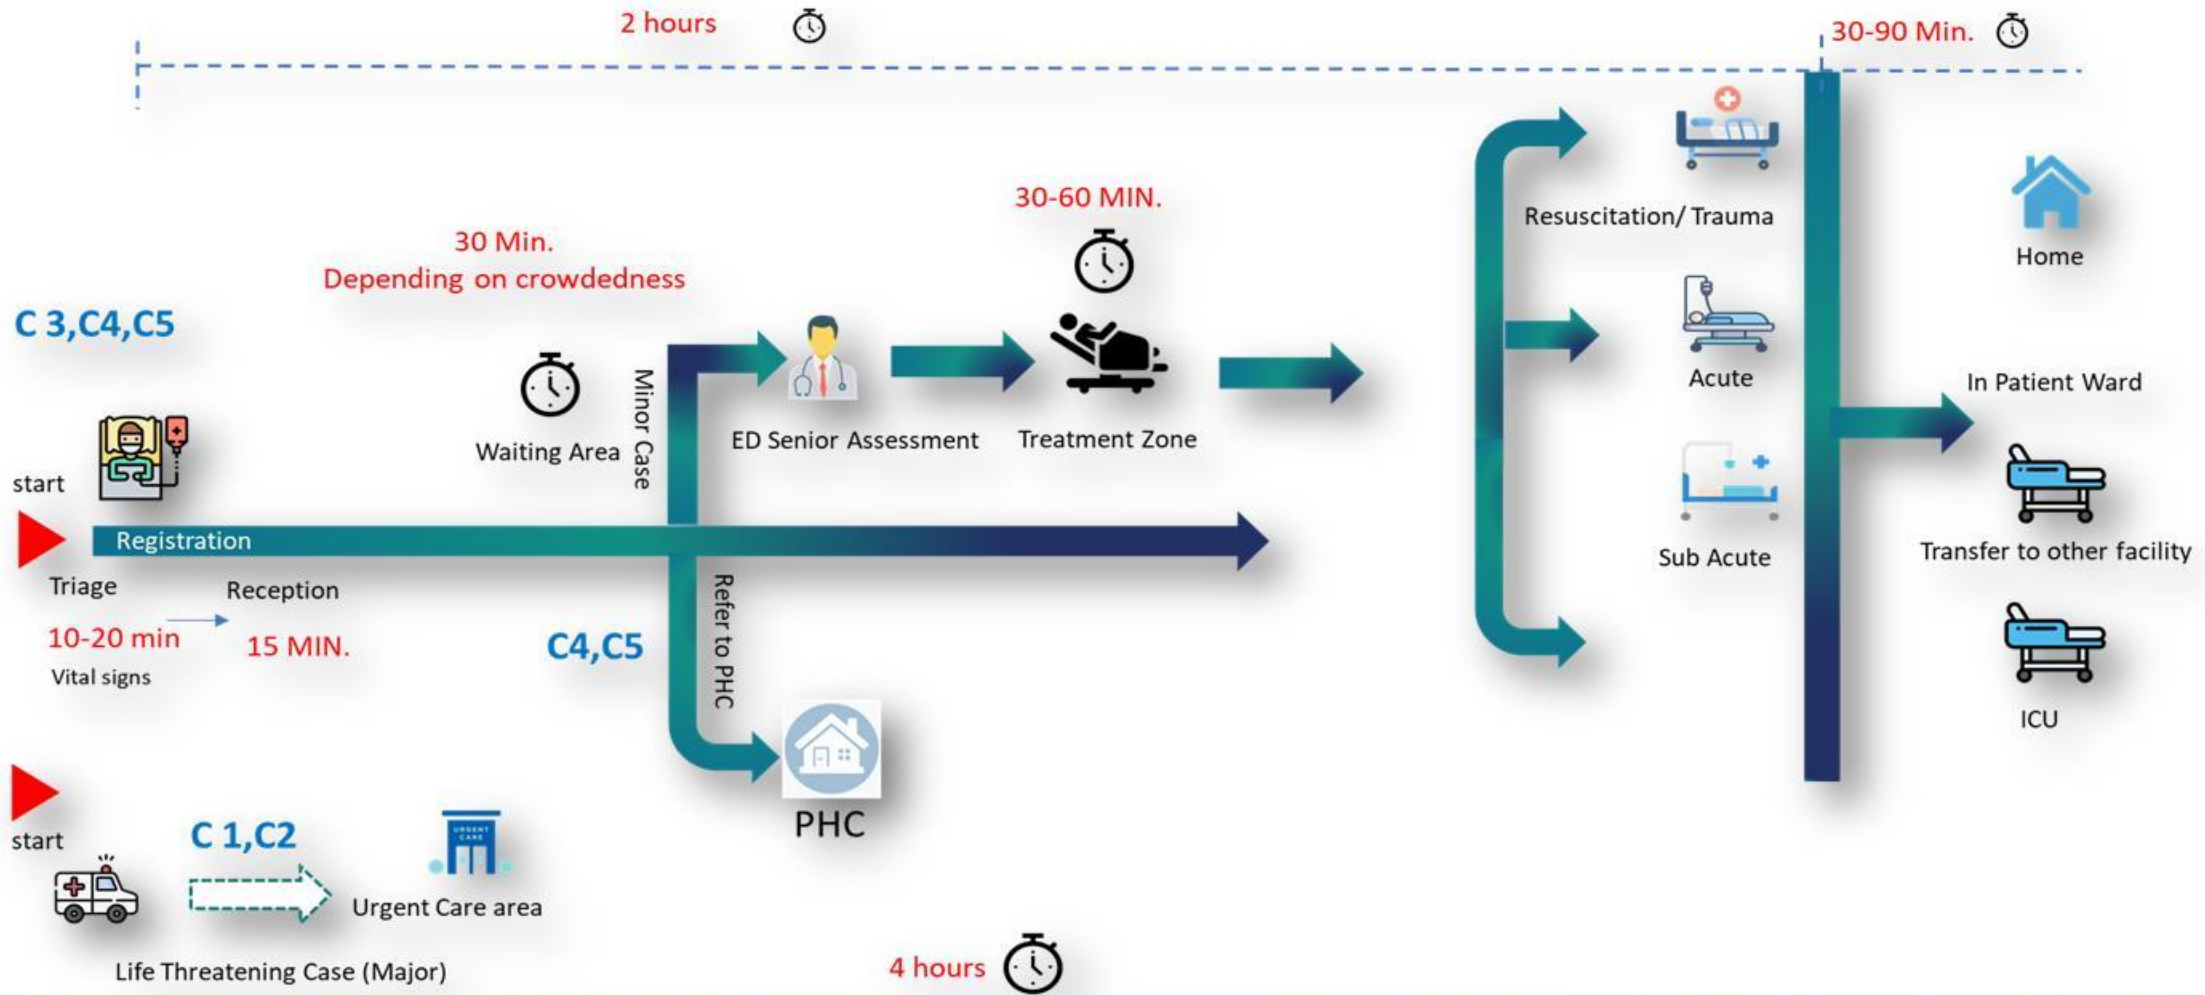 2 hours
30-90 Min.
30-60 MIN.
30 Min.
Depending on crowdedness
C 3,C4,C5
Resuscitation/ Trauma
Home
Acute
In Patient Ward
Waiting Area
Minor Case
ED Senior Assessment
Treatment Zone
start
Registration
Triage
Reception
10-20 min
15 MIN.
Vital signs
C4,C5
Refer to PHC
Sub Acute
Transfer to other facility
ICU
PHC
start
C 1,C2
URGENT
CARE
Urgent Care area
Life Threatening Case (Major)
4 hours